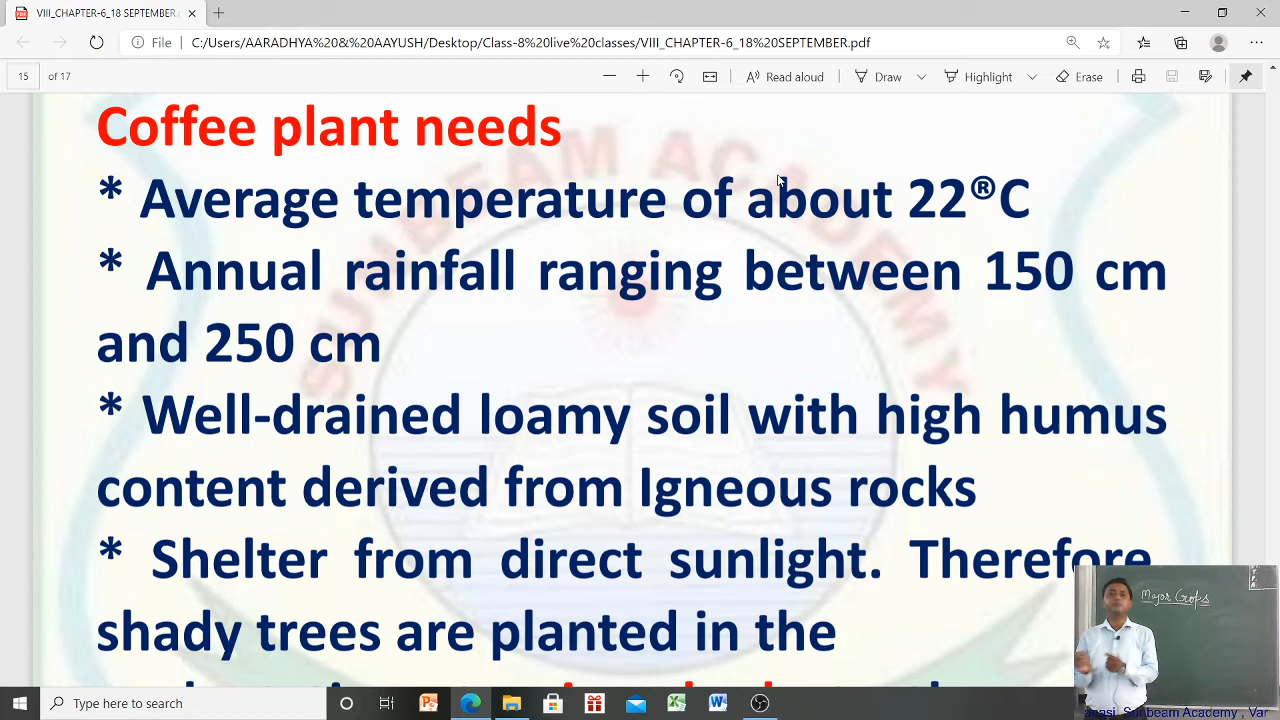 VIII_CHAPTER-6_18 SEPTEMBER.
File
C:/Users/AARADHYA%20&%20AAYUSH/Desktop/Class-8%20live%20classes/VIII_CHAPTER-6_18%20SEPTEMBER.pdf
15 of 17
Read aloud
Draw
Highlight
Erase
SUNBEAM ACADEMY
Coffee plant needs
* Average temperature of about 22®C
* Annual rainfall ranging between 150 cm
and 250 cm
* Well-drained loamy soil with high humus
content derived from Igneous rocks
* Shelter from direct sunlight. Therefore
shady trees are planted in the
Major Crops
Type here to search
Sunbeam Academy , Var